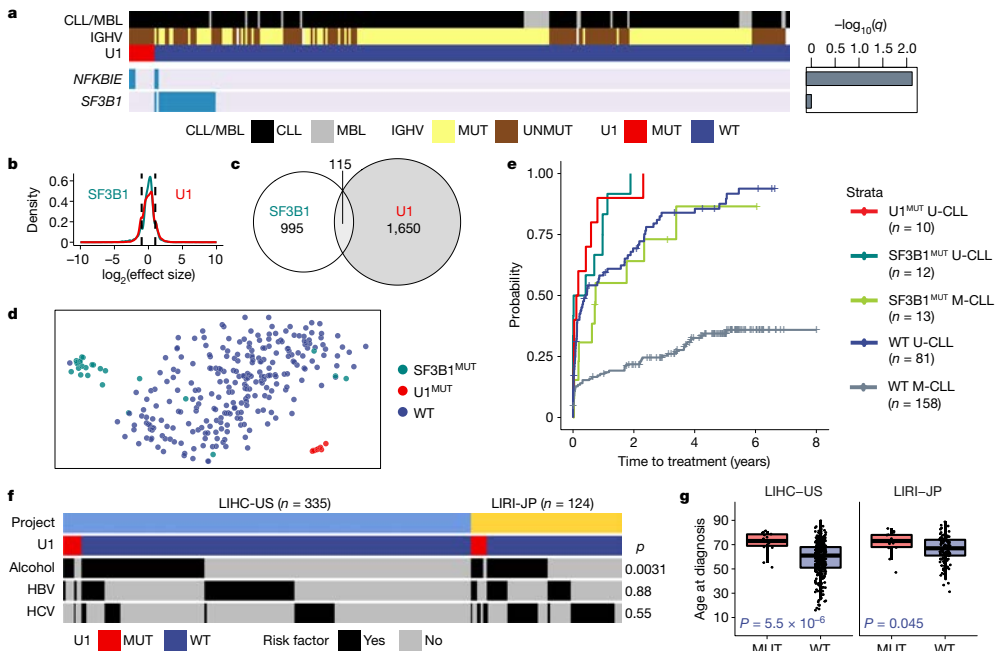 a
CLL/MBL
IGHV
U1
NFKBIE
SF3B1
–log10(q)
0 0.5 1.0 1.5 2.0
CLL/MBL CLL MBL IGHV MUT UNMUT U1 MUT WT
b
SF3B1 U1
Density
0.6
0.4
0.2
0
–10 –5 0 5 10
log2(effect size)
c
115
SF3B1
995
U1
1,650
d
SF3B1MUT
U1MUT
WT
e
Probability
1.00
0.75
0.50
0.25
0
0 2 4 6 8
Time to treatment (years)
Strata
U1MUT U-CLL
(n = 10)
SF3B1MUT U-CLL
(n = 12)
SF3B1MUT M-CLL
(n = 13)
WT U-CLL
(n = 81)
WT M-CLL
(n = 158)
f
LIHC-US (n = 335) LIRI-JP (n = 124)
Project
U1 p
Alcohol 0.0031
HBV 0.88
HCV 0.55
U1 MUT WT Risk factor Yes No
g
LIHC–US LIRI–JP
Age at diagnosis
90
70
50
30
10
P = 5.5 × 10–6 P = 0.045
MUT WT MUT WT